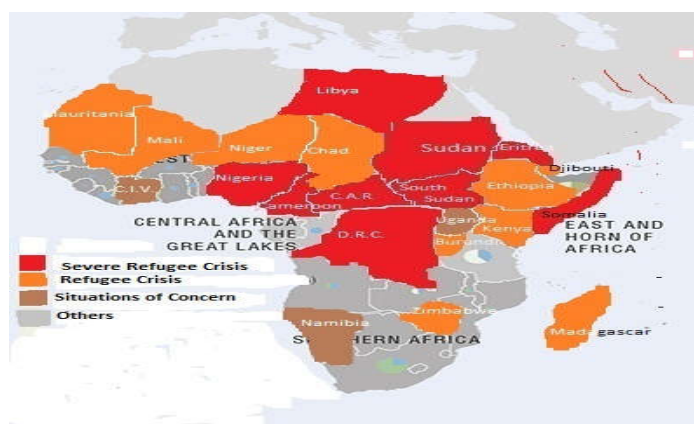 Libya
Mauritania
Mali
Niger
Chad
Sudan
Eritrea
Nigeria
Djibouti
C.I.V.
C.A.R.
South
Sudan
Ethiopia
Cameroon
Somalia
CENTRAL AFRICA
AND THE
GREAT LAKES
D.R.C.
Uganda
Kenya
Burundi
EAST AND
HORN OF
AFRICA
Severe Refugee Crisis
Refugee Crisis
Situations of Concern
Others
Namibia
Zimbabwe
Madagascar
HERN AFRICA